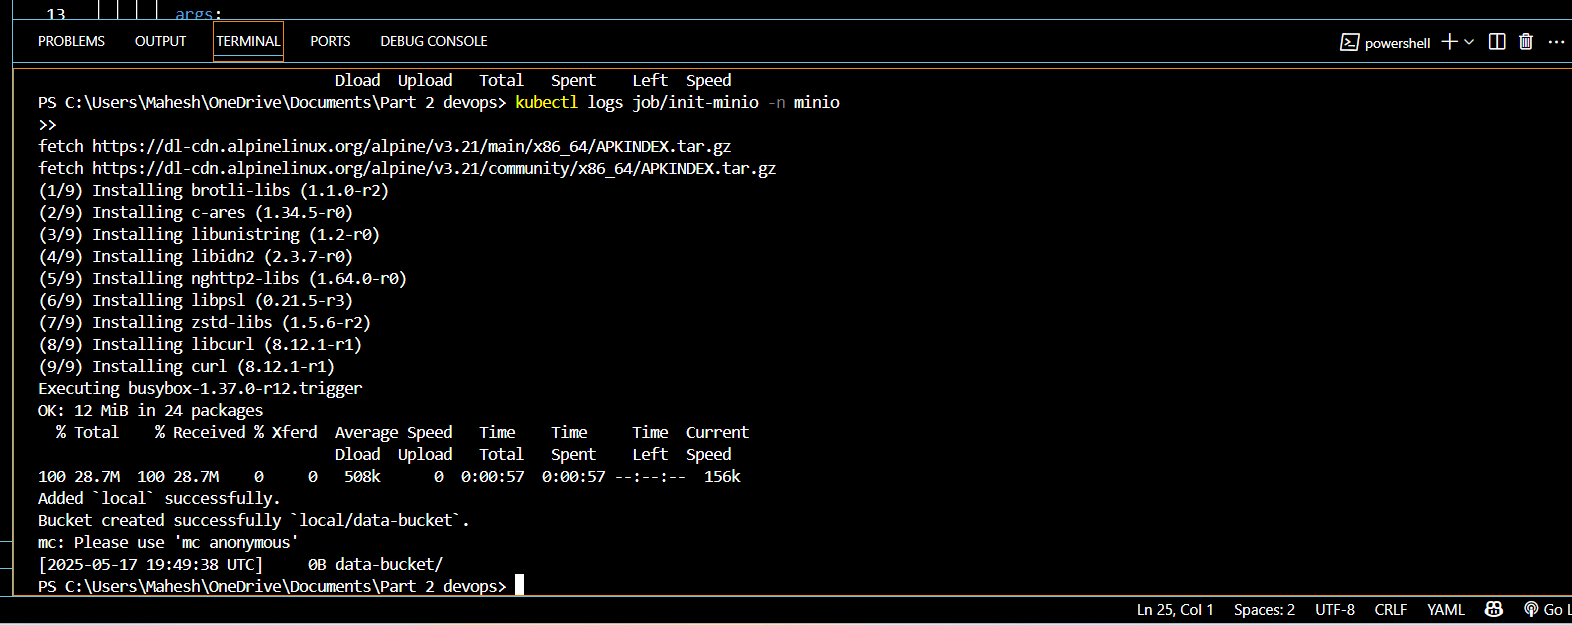 13 args:
PROBLEMS OUTPUT TERMINAL PORTS DEBUG CONSOLE powershell
Dload Upload Total Spent Left Speed
PS C:\Users\Mahesh\OneDrive\Documents\Part 2 devops> kubectl logs job/init-minio -n minio
>>
fetch https://dl-cdn.alpinelinux.org/alpine/v3.21/main/x86_64/APKINDEX.tar.gz
fetch https://dl-cdn.alpinelinux.org/alpine/v3.21/community/x86_64/APKINDEX.tar.gz
(1/9) Installing brotli-libs (1.1.0-r2)
(2/9) Installing c-ares (1.34.5-r0)
(3/9) Installing libunistring (1.2-r0)
(4/9) Installing libidn2 (2.3.7-r0)
(5/9) Installing nghttp2-libs (1.64.0-r0)
(6/9) Installing libpsl (0.21.5-r3)
(7/9) Installing zstd-libs (1.5.6-r2)
(8/9) Installing libcurl (8.12.1-r1)
(9/9) Installing curl (8.12.1-r1)
Executing busybox-1.37.0-r12.trigger
OK: 12 MiB in 24 packages
% Total % Received % Xferd Average Speed Time Time Time Current
Dload Upload Total Spent Left Speed
100 28.7M 100 28.7M 0 0 508k 0 0:00:57 0:00:57 --:--:-- 156k
Added `local` successfully.
Bucket created successfully `local/data-bucket`.
mc: Please use 'mc anonymous'
[2025-05-17 19:49:38 UTC] 0B data-bucket/
PS C:\Users\Mahesh\OneDrive\Documents\Part 2 devops>
Ln 25, Col 1 Spaces: 2 UTF-8 CRLF YAML Go L